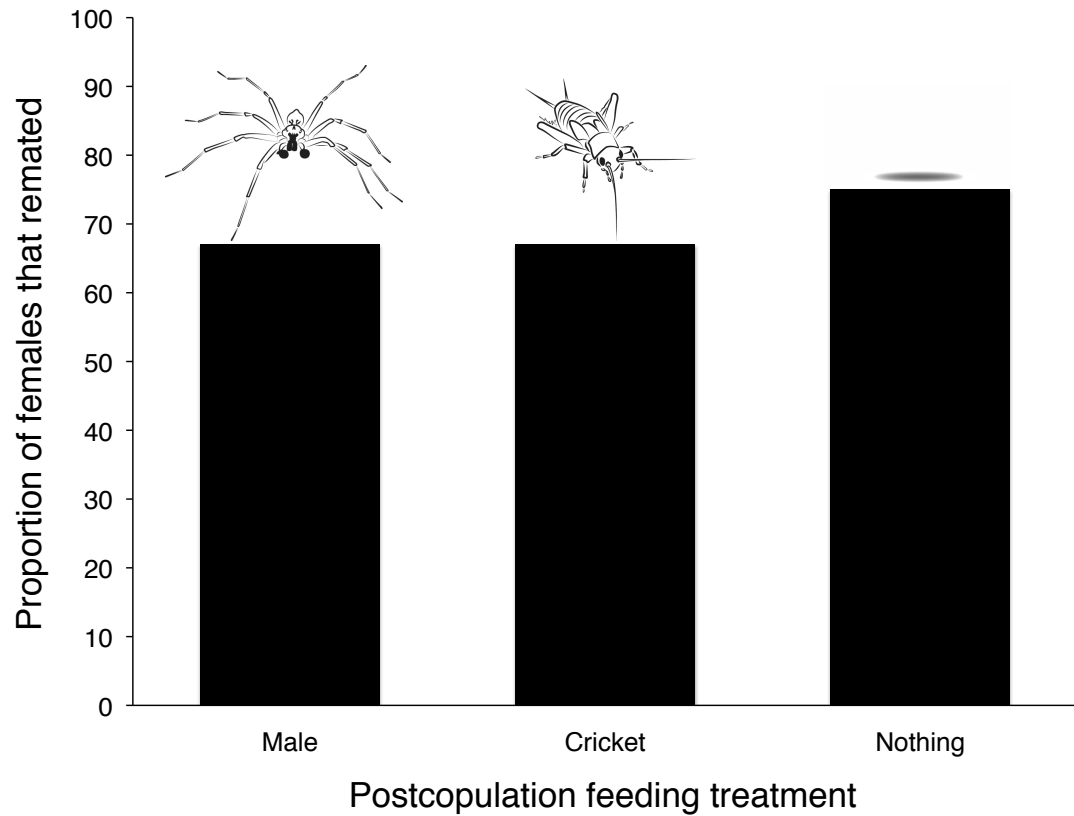 Proportion of females that remated
100
90
80
70
60
50
40
30
20
10
0
Male
Cricket
Nothing
Postcopulation feeding treatment